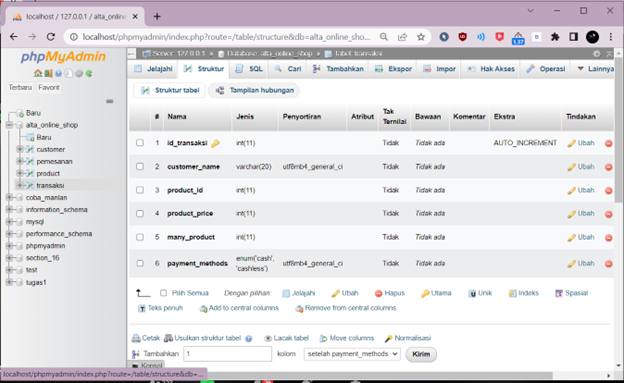 localhost / 127.0.0.1 / alta_online
localhost/phpmyadmin/index.php?route=/table/structure&db=alta_online_sho...
1.37
phpMyAdmin
Terbaru Favorit
Baru
alta_online_shop
Baru
customer
pemesanan
product
transaksi
coba_manlan
information_schema
mysql
performance_schema
phpmyadmin
section_16
test
tugas1
Server: 127.0.0.1 » Database: alta_online_shop » Tabel: transaksi
Jelajahi Struktur SQL Cari Tambahkan Ekspor Impor Hak Akses Operasi Lainnya
Struktur tabel Tampilan hubungan
# Nama Jenis Penyortiran Atribut Tak Ternilai Bawaan Komentar Ekstra Tindakan
1 id_transaksi int(11) Tidak Tidak ada AUTO_INCREMENT Ubah
2 customer_name varchar(20) utf8mb4_general_ci Tidak Tidak ada Ubah
3 product_id int(11) Tidak Tidak ada Ubah
4 product_price int(11) Tidak Tidak ada Ubah
5 many_product int(11) Tidak Tidak ada Ubah
6 payment_methods enum('cash', 'cashless') utf8mb4_general_ci Tidak Tidak ada Ubah
Pilih Semua Dengan pilihan: Jelajahi Ubah Hapus Utama Unik Indeks Spasial
Teks penuh Add to central columns Remove from central columns
Cetak Usulkan struktur tabel Lacak tabel Move columns Normalisasi
Tambahkan 1 kolom setelah payment_methods Kirim
Konsol
localhost/phpmyadmin/index.php?route=/table/structure&db=...